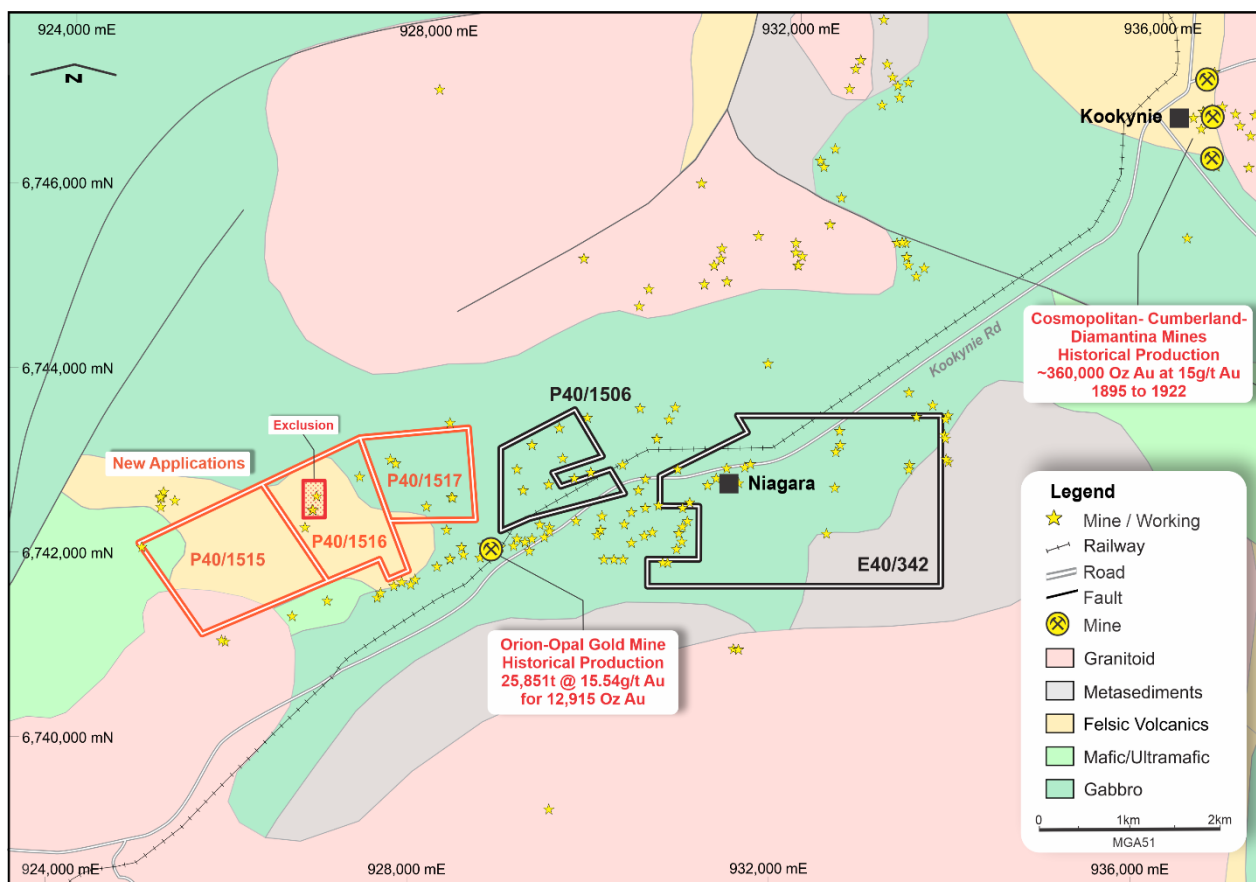 924,000 mE
928,000 mE
932,000 mE
936,000 mE
N
Kookynie
6,746,000 mN
Cosmopolitan- Cumberland-
Diamantina Mines
Historical Production
~360,000 Oz Au at 15g/t Au
1895 to 1922
Kookynie Rd
6,744,000 mN
P40/1506
Exclusion
New Applications
P40/1517
Niagara
P40/1515
P40/1516
6,742,000 mN
E40/342
Orion-Opal Gold Mine
Historical Production
25,851t @ 15.54g/t Au
for 12,915 Oz Au
6,740,000 mN
Legend
Mine / Working
Railway
Road
Fault
Mine
Granitoid
Metasediments
Felsic Volcanics
Mafic/Ultramafic
Gabbro
0
1km
2km
MGA51
924,000 mE
928,000 mE
932,000 mE
936,000 mE